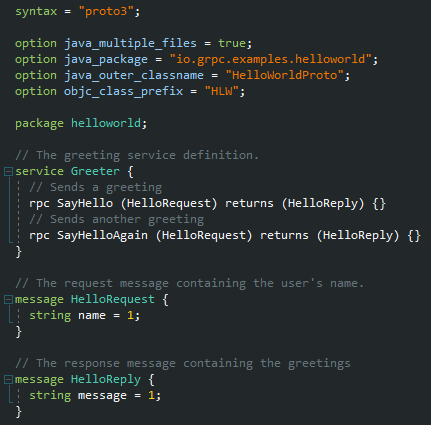 syntax = "proto3";
option java_multiple_files = true;
option java_package = "io.grpc.examples.helloworld";
option java_outer_classname = "HelloWorldProto";
option objc_class_prefix = "HLW";
package helloworld;
// The greeting service definition.
service Greeter {
// Sends a greeting
rpc SayHello (HelloRequest) returns (HelloReply) {}
// Sends another greeting
rpc SayHelloAgain (HelloRequest) returns (HelloReply) {}
}
// The request message containing the user's name.
message HelloRequest {
string name = 1;
}
// The response message containing the greetings
message HelloReply {
string message = 1;
}